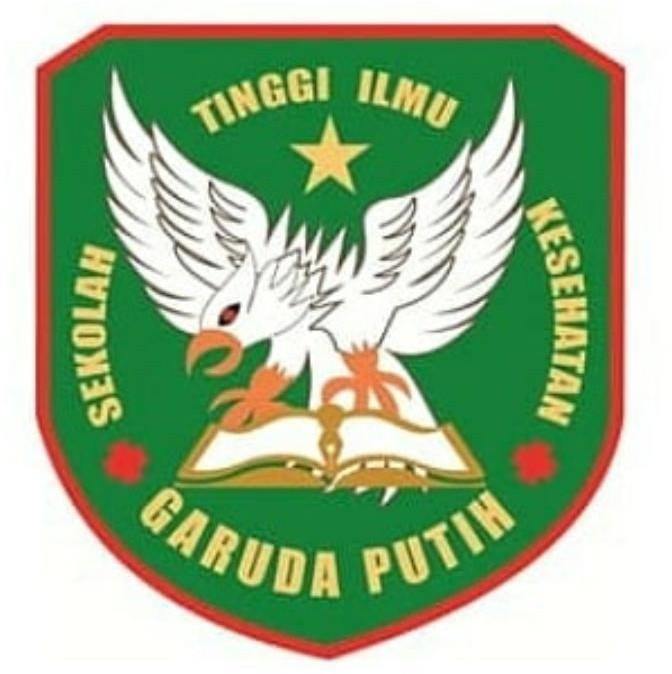 SEKOLAH
TINGGI ILMU
KESEHATAN
GARUDA PUTIH